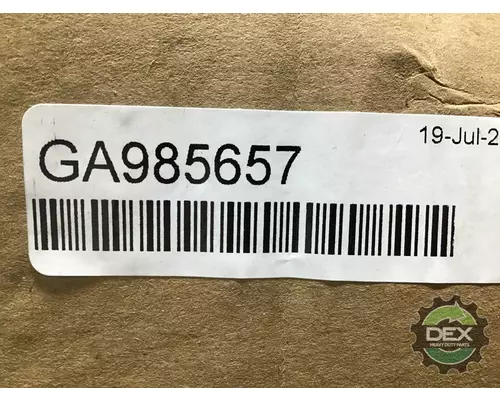 19-Jul-2
GA985657
DEX
HEAVY DUTY PARTS